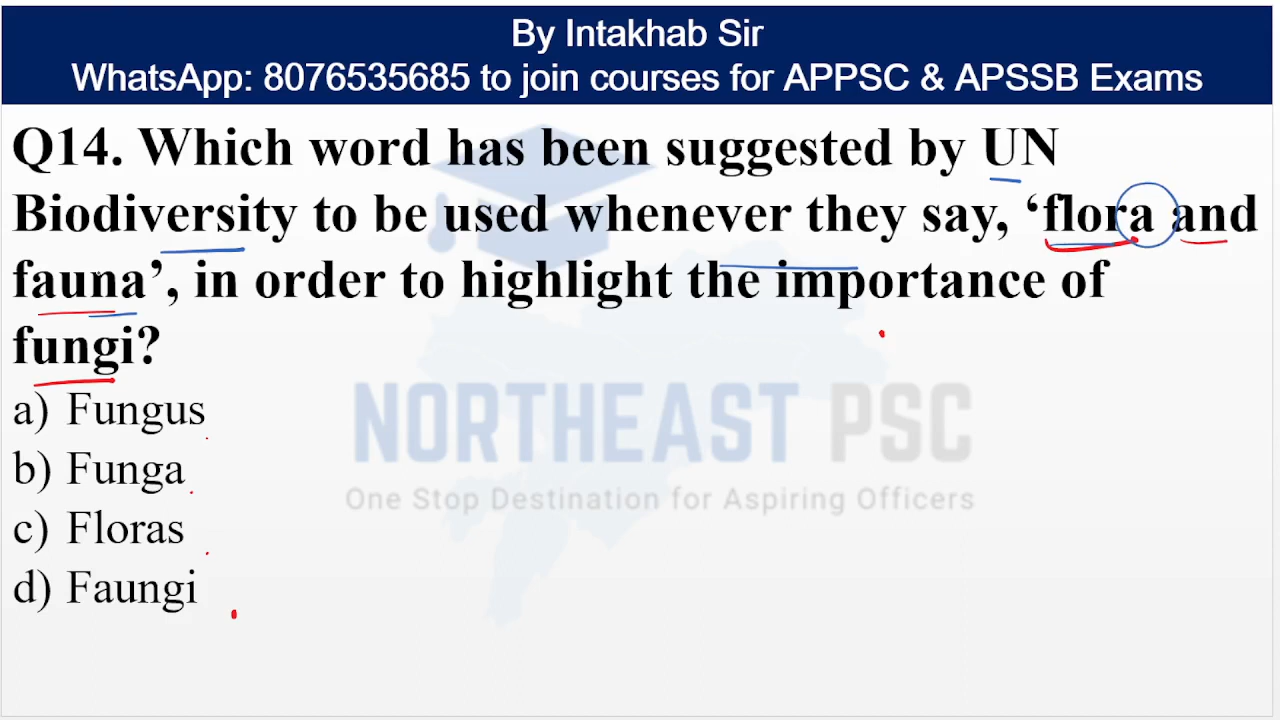 By Intakhab Sir
WhatsApp: 8076535685 to join courses for APPSC & APSSB Exams
Q14. Which word has been suggested by UN
Biodiversity to be used whenever they say, ‘flora and
fauna’, in order to highlight the importance of
fungi?
a) Fungus
b) Funga
c) Floras
d) Faungi
NORTHEAST PSC
One Stop Destination for Aspiring Officers